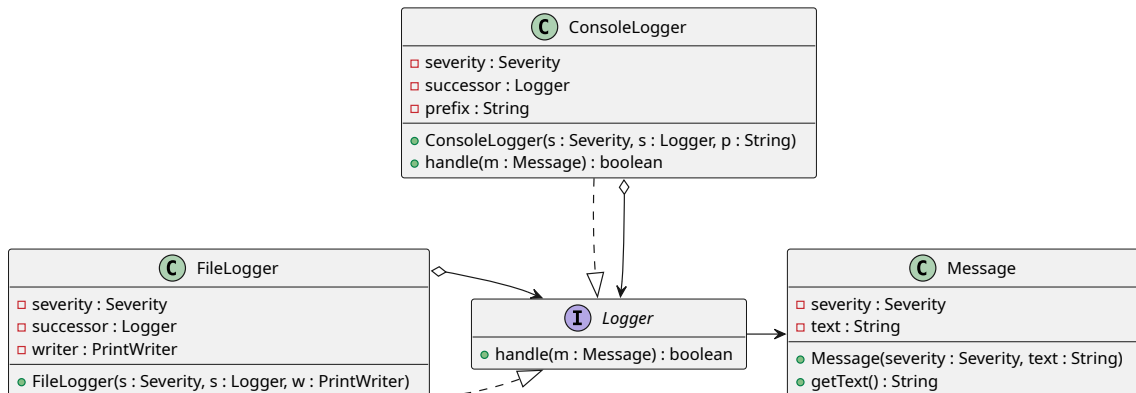 C ConsoleLogger
severity : Severity
successor : Logger
prefix : String
ConsoleLogger(s : Severity, s : Logger, p : String)
handle(m : Message) : boolean
C FileLogger
severity : Severity
successor : Logger
writer : PrintWriter
FileLogger(s : Severity, s : Logger, w : PrintWriter)
I Logger
handle(m : Message) : boolean
C Message
severity : Severity
text : String
Message(severity : Severity, text : String)
getText() : String